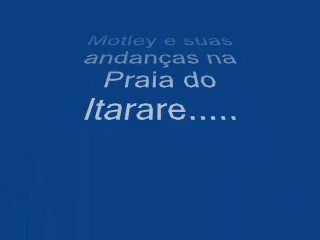 Motley e suas
andanças na
Praia do
Itarare.....